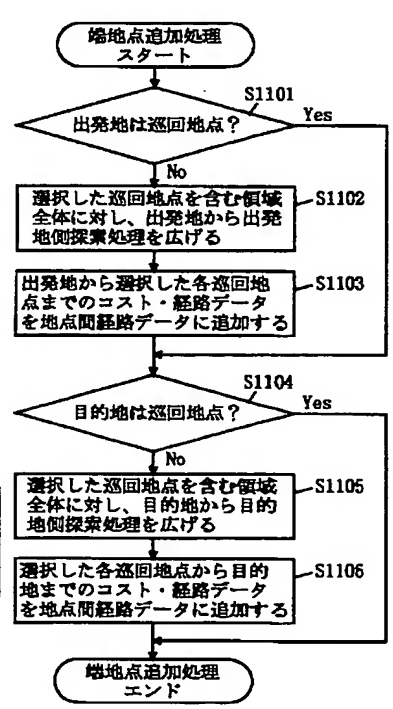 端地点追加処理
スタート
S1101
出発地は巡回地点？
Yes
No
選択した巡回地点を含む領域
全体に対し、出発地から出発
地側探索処理を広げる
S1102
出発地から選択した各巡回地
点までのコスト・経路データ
を地点間経路データに追加する
S1103
S1104
目的地は巡回地点？
Yes
No
選択した巡回地点を含む領域
全体に対し、目的地から目的
地側探索処理を広げる
S1105
選択した各巡回地点から目的
地までのコスト・経路データ
を地点間経路データに追加する
S1106
端地点追加処理
エンド